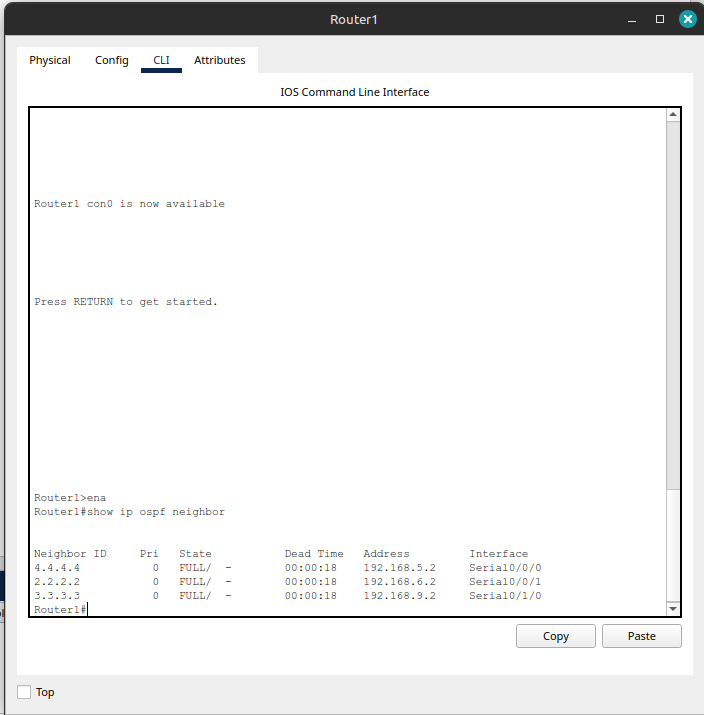 Router1
Physical Config CLI Attributes
IOS Command Line Interface
Router1 con0 is now available
Press RETURN to get started.
Router1>ena
Router1#show ip ospf neighbor
Neighbor ID     Pri   State           Dead Time   Address         Interface
4.4.4.4           0   FULL/  -        00:00:18    192.168.5.2     Serial0/0/0
2.2.2.2           0   FULL/  -        00:00:18    192.168.6.2     Serial0/0/1
3.3.3.3           0   FULL/  -        00:00:18    192.168.9.2     Serial0/1/0
Router1#
Copy Paste
Top